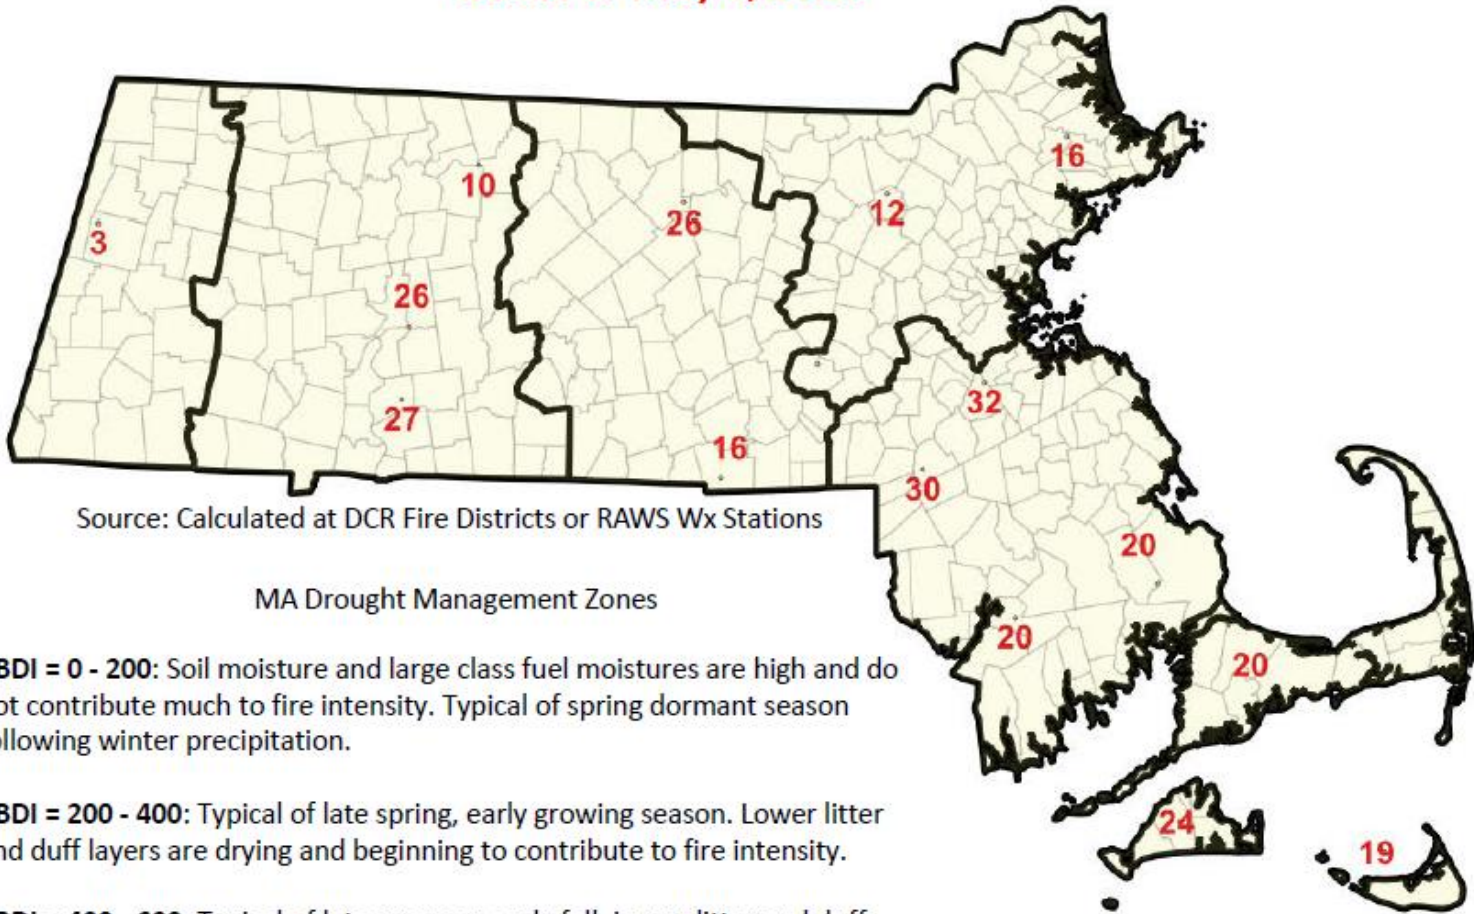 16
10
26
12
3
26
32
27
16
30
20
20
20
24
19
Source: Calculated at DCR Fire Districts or RAWS Wx Stations
MA Drought Management Zones
BDI = 0 - 200: Soil moisture and large class fuel moistures are high and do
ot contribute much to fire intensity. Typical of spring dormant season
llowing winter precipitation.
BDI = 200 - 400: Typical of late spring, early growing season. Lower litter
nd duff layers are drying and beginning to contribute to fire intensity.